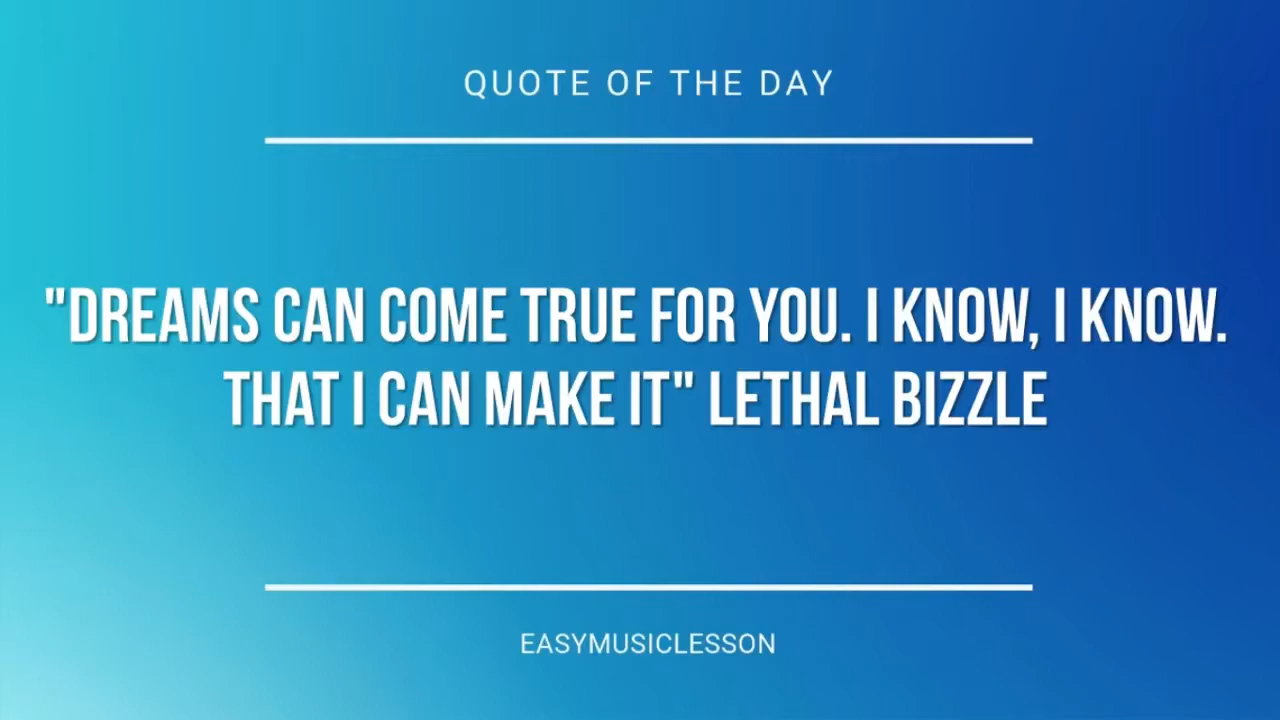 QUOTE OF THE DAY
"DREAMS CAN COME TRUE FOR YOU. I KNOW, I KNOW.
THAT I CAN MAKE IT" LETHAL BIZZLE
EASYMUSICLESSON